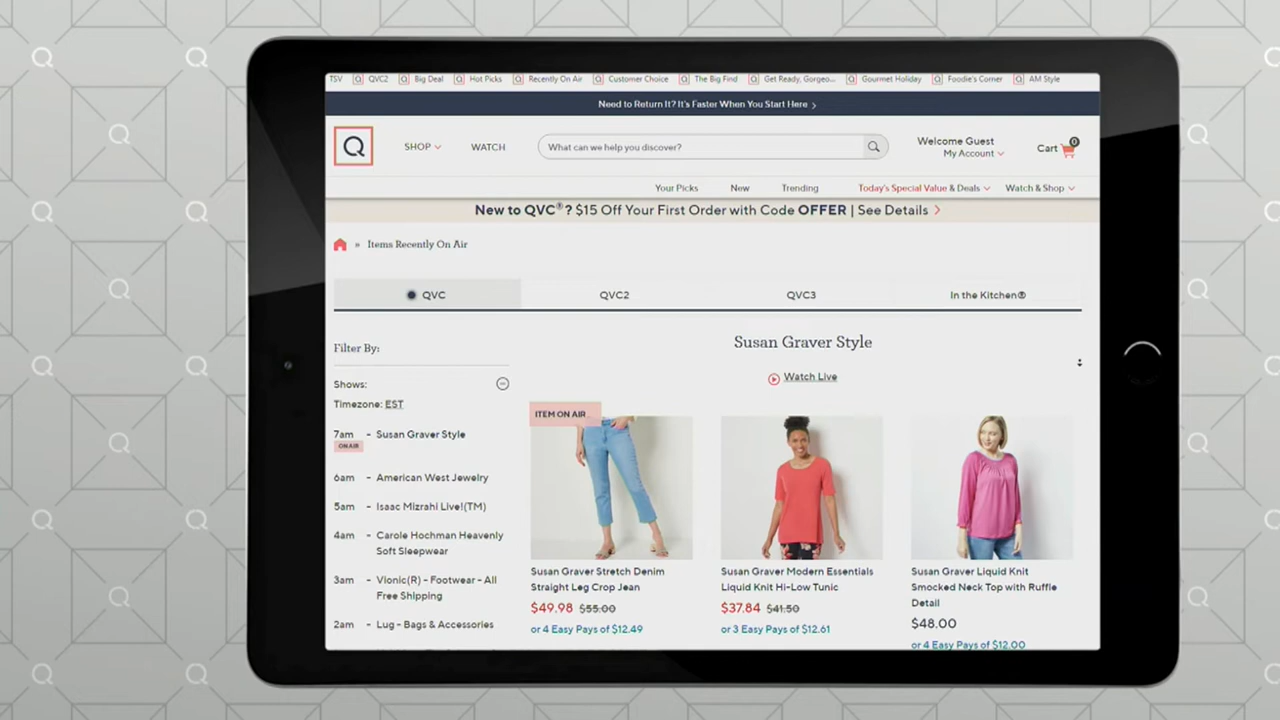 TSV QVC2 Big Deal Hot Picks Recently On Air Customer Choice The Big Find Get Ready, Gorgeo... Gourmet Holiday Foodie's Corner AM Style
Need to Return It? It's Faster When You Start Here >
Q
SHOP
WATCH
What can we help you discover?
Welcome Guest
My Account
Cart 0
Your Picks New Trending Today's Special Value & Deals Watch & Shop
New to QVC®? $15 Off Your First Order with Code OFFER | See Details >
» Items Recently On Air
QVC QVC2 QVC3 In the Kitchen®
Filter By:
Shows:
Timezone: EST
7am - Susan Graver Style
ON AIR
6am - American West Jewelry
5am - Isaac Mizrahi Live!(TM)
4am - Carole Hochman Heavenly
Soft Sleepwear
3am - Vionic(R) - Footwear - All
Free Shipping
2am - Lug - Bags & Accessories
Susan Graver Style
Watch Live
ITEM ON AIR
Susan Graver Stretch Denim
Straight Leg Crop Jean
$49.98 $55.00
or 4 Easy Pays of $12.49
Susan Graver Modern Essentials
Liquid Knit Hi-Low Tunic
$37.84 $41.50
or 3 Easy Pays of $12.61
Susan Graver Liquid Knit
Smocked Neck Top with Ruffle
Detail
$48.00
or 4 Easy Pays of $12.00